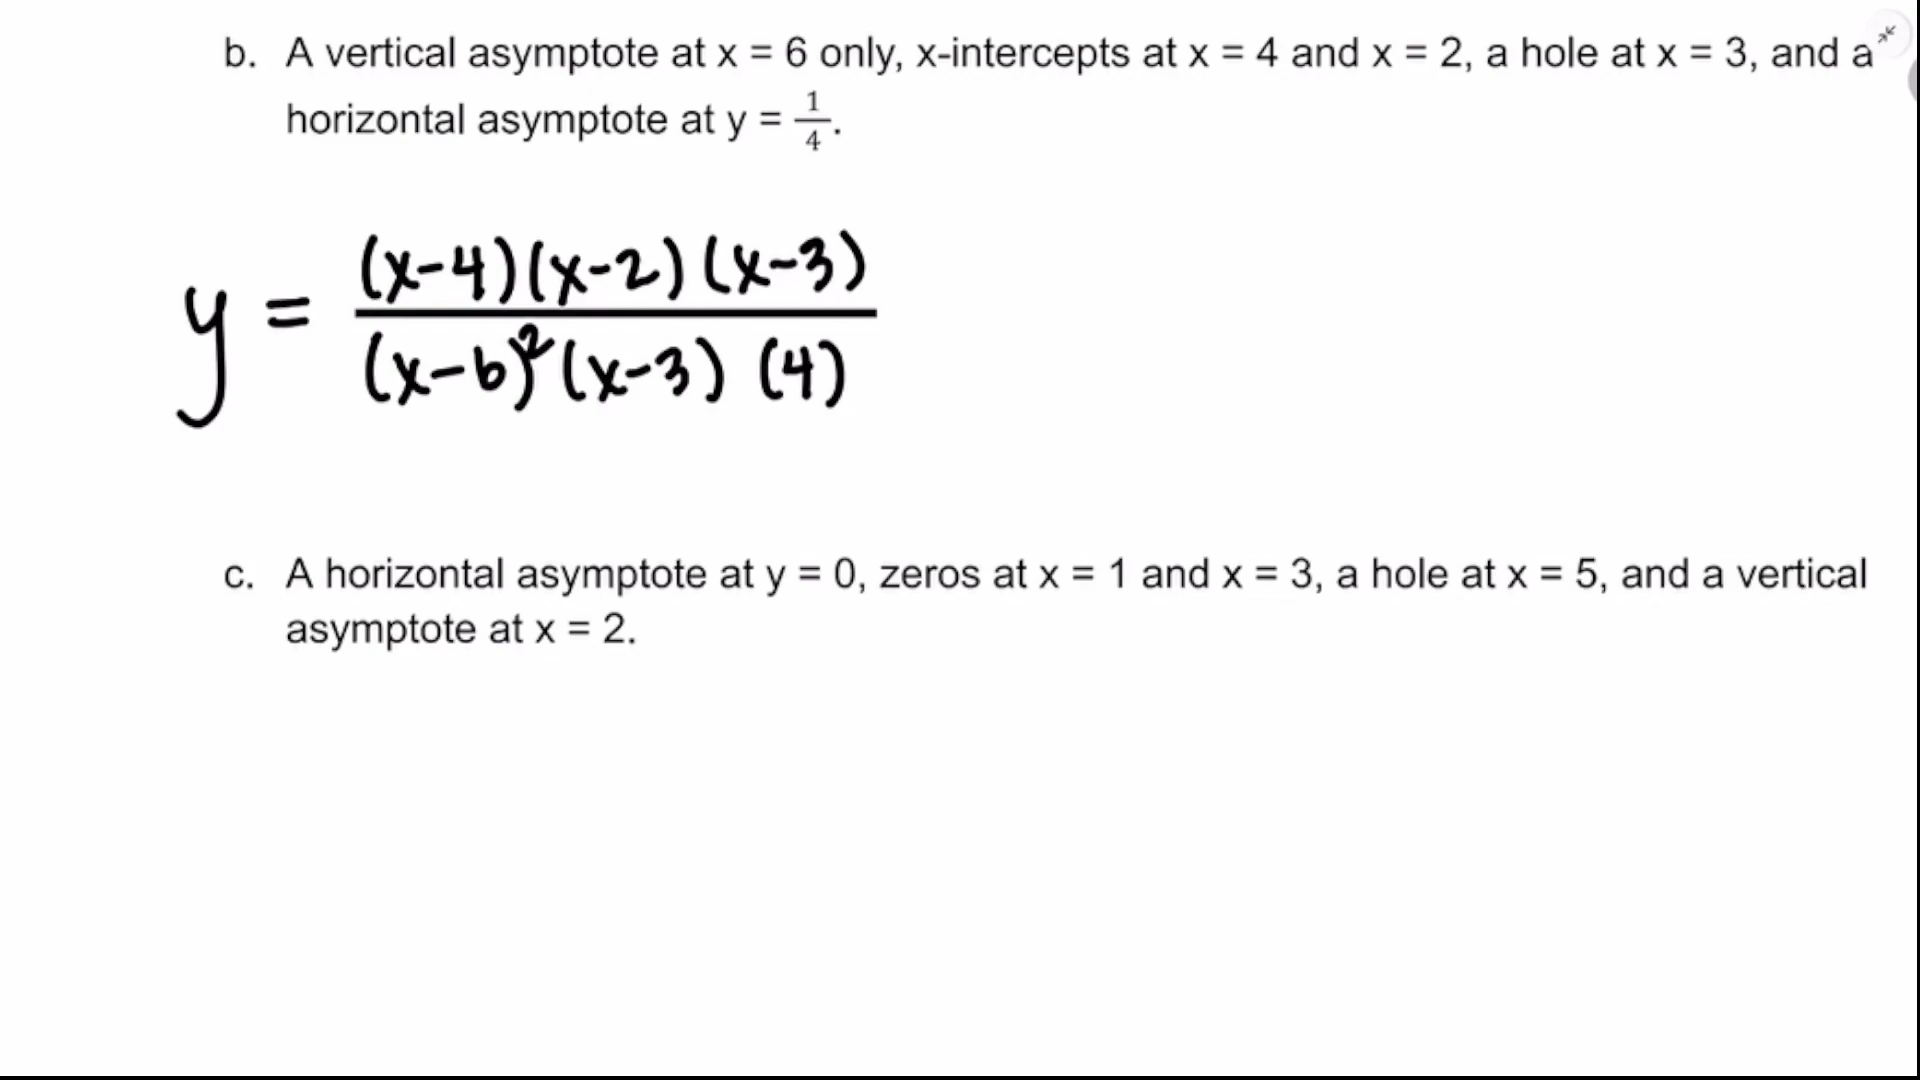 b. A vertical asymptote at x = 6 only, x-intercepts at x = 4 and x = 2, a hole at x = 3, and a
horizontal asymptote at y = 1/4.
y = (x-4)(x-2)(x-3)
(x-6)²(x-3) (4)
c. A horizontal asymptote at y = 0, zeros at x = 1 and x = 3, a hole at x = 5, and a vertical
asymptote at x = 2.